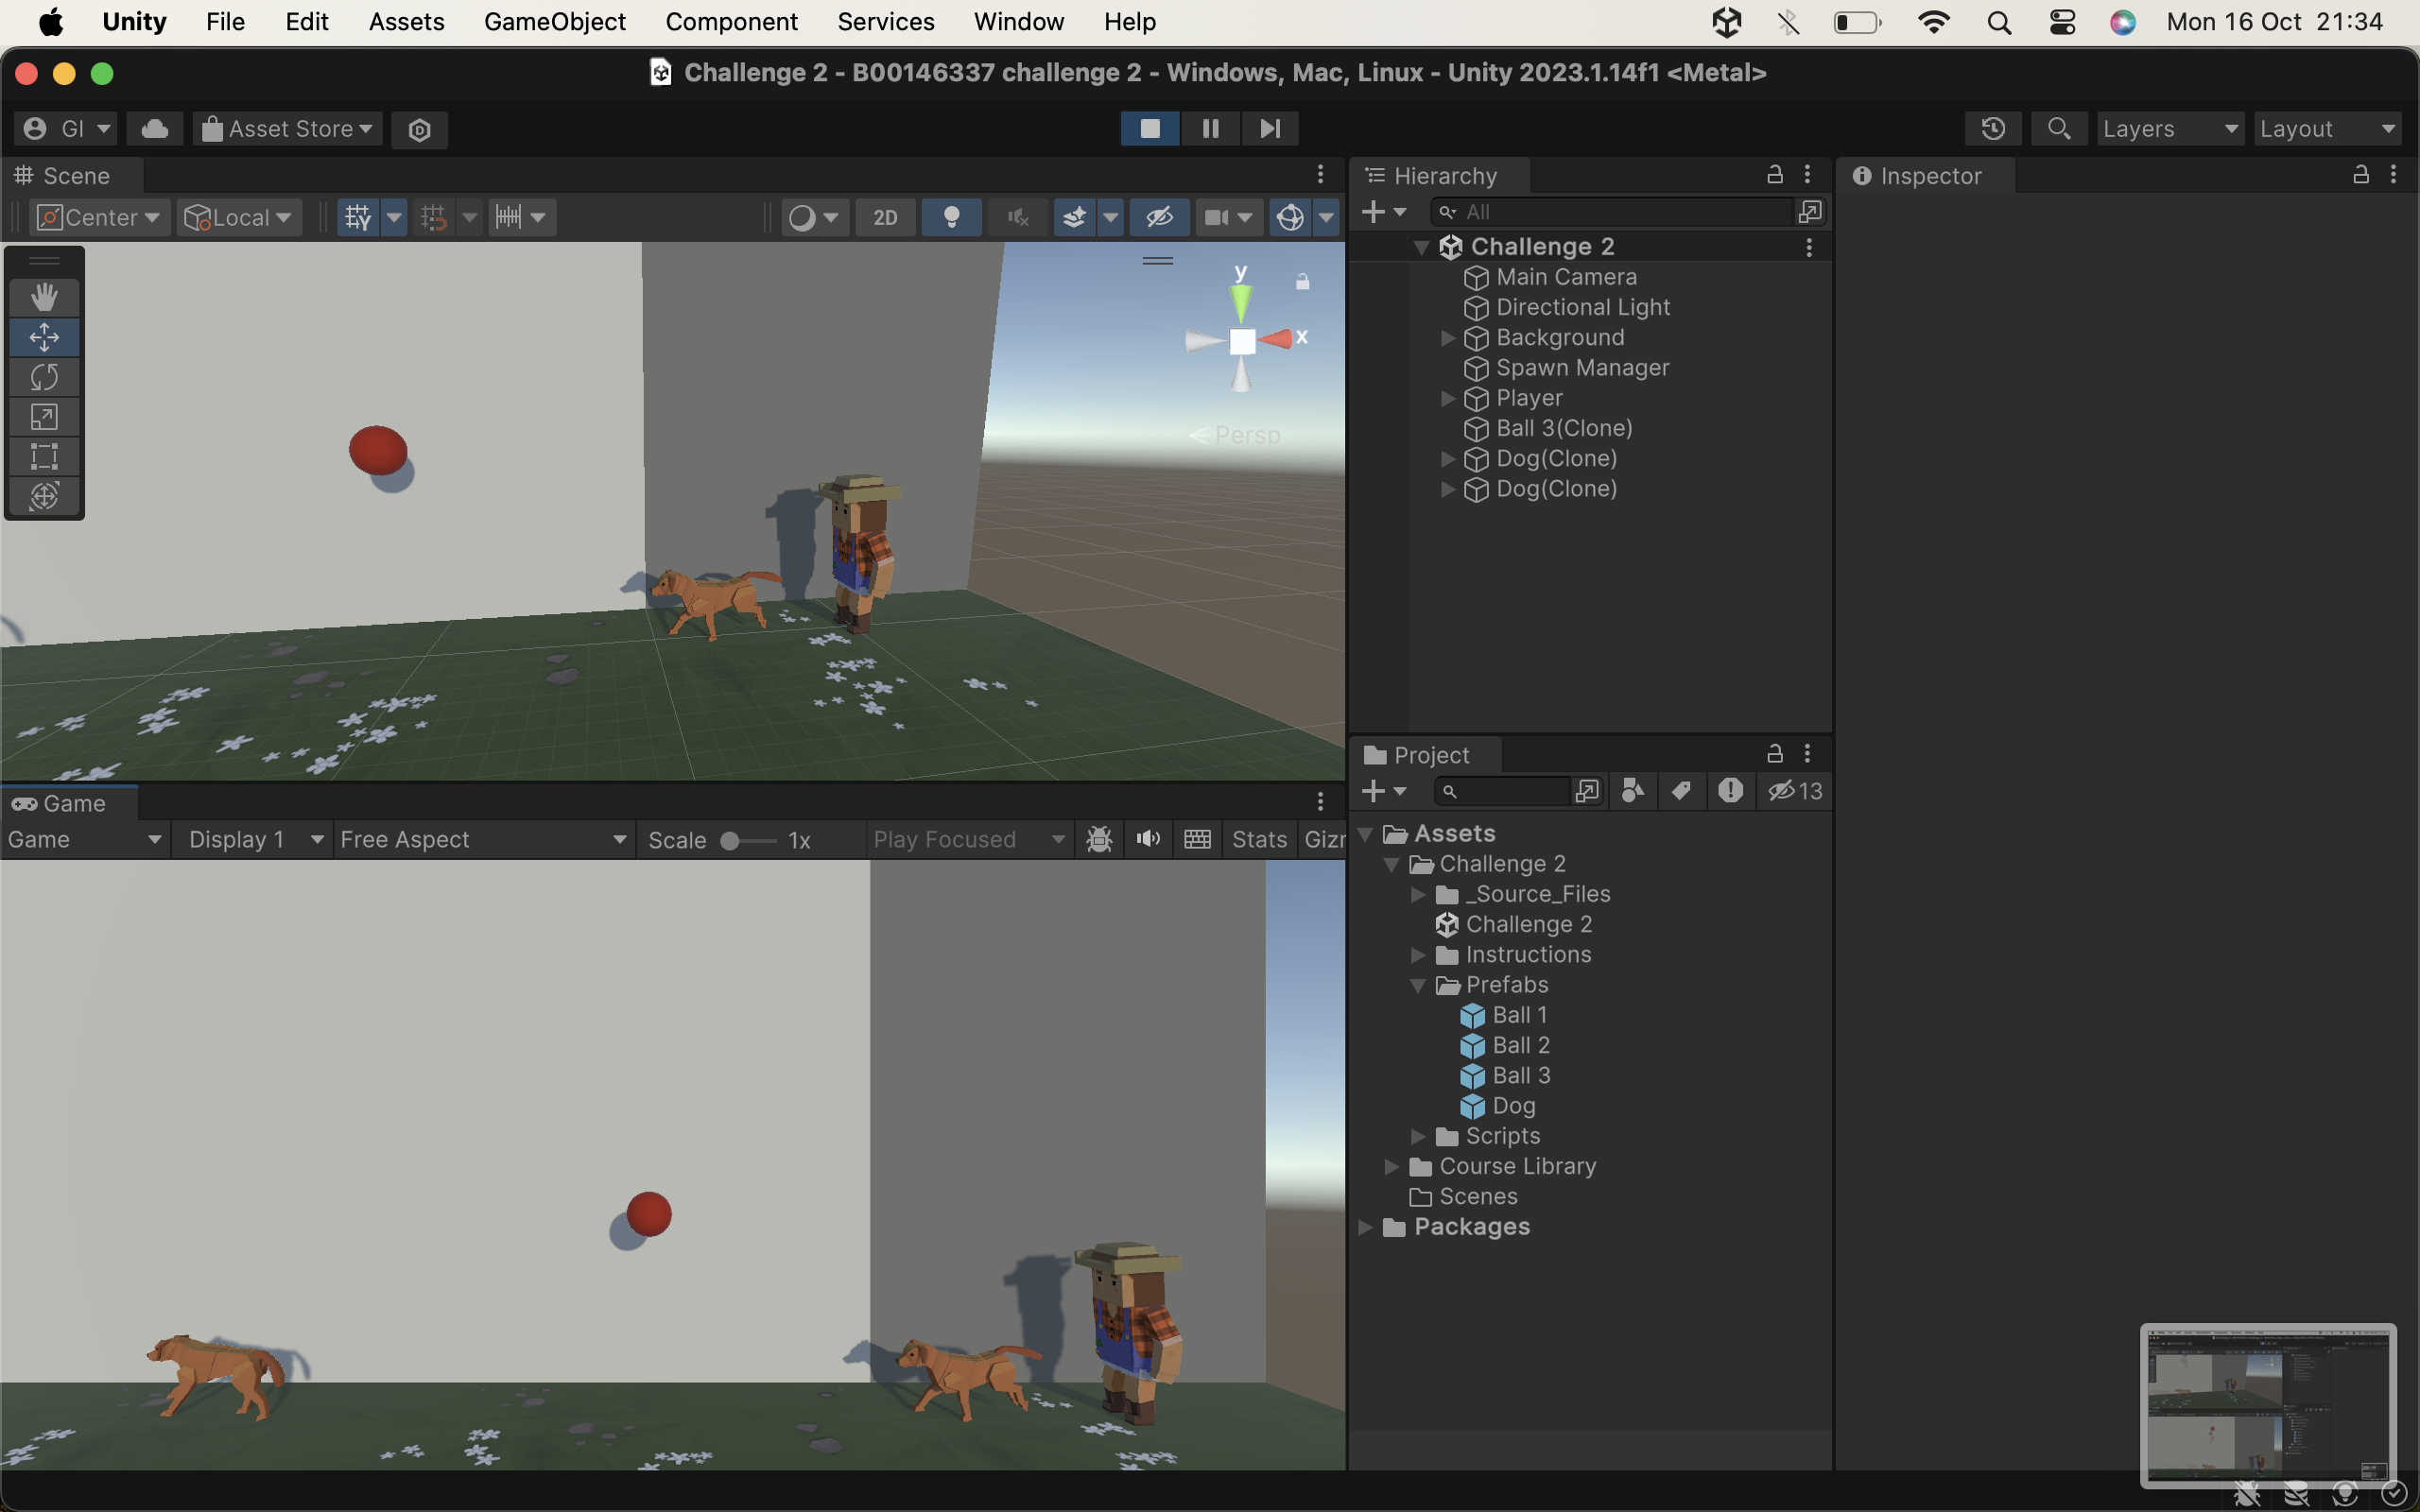 Unity File Edit Assets GameObject Component Services Window Help Mon 16 Oct 21:34
Challenge 2 - B00146337 challenge 2 - Windows, Mac, Linux - Unity 2023.1.14f1 <Metal>
GI Asset Store Layers Layout
Scene
Center Local 2D
y
x
Persp
Hierarchy
All
Challenge 2
Main Camera
Directional Light
Background
Spawn Manager
Player
Ball 3(Clone)
Dog(Clone)
Dog(Clone)
Inspector
Game
Game Display 1 Free Aspect Scale 1x Play Focused Stats Giz
Project
13
Assets
Challenge 2
_Source_Files
Challenge 2
Instructions
Prefabs
Ball 1
Ball 2
Ball 3
Dog
Scripts
Course Library
Scenes
Packages